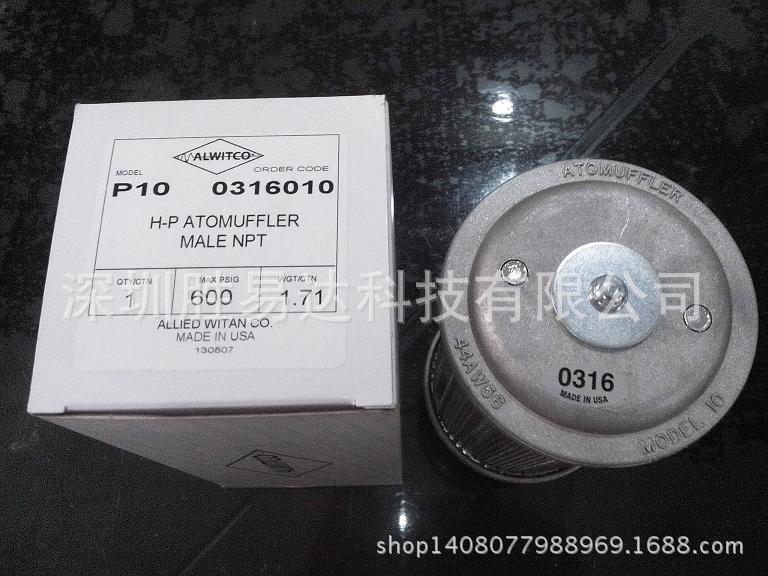 ALWITCO
MODEL
ORDER CODE
P10 0316010
H-P ATOMUFFLER
MALE NPT
QTY/CTN MAX PSIG WGT/CTN
1 600 1.71
ALLIED WITAN CO.
MADE IN USA
130807
ATOMUFFLER
0316
MADE IN USA
44AW56
MODEL 10
深圳胜易达科技有限公司
shop1408077988969.1688.com